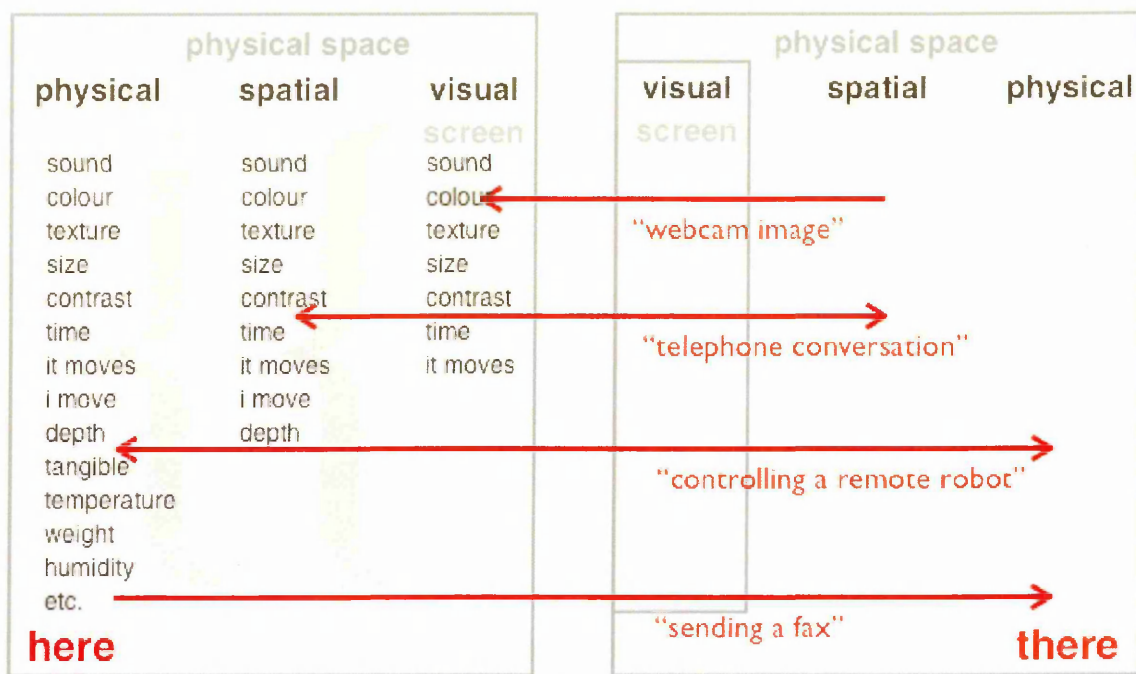 physical space
physical spatial visual
screen
sound sound sound
colour colour colour
texture texture texture
size size size
contrast contrast contrast
time time time
it moves it moves it moves
i move i move
depth depth
tangible
temperature
weight
humidity
etc.
here
physical space
visual spatial physical
screen
“webcam image”
“telephone conversation”
“controlling a remote robot”
“sending a fax”
there